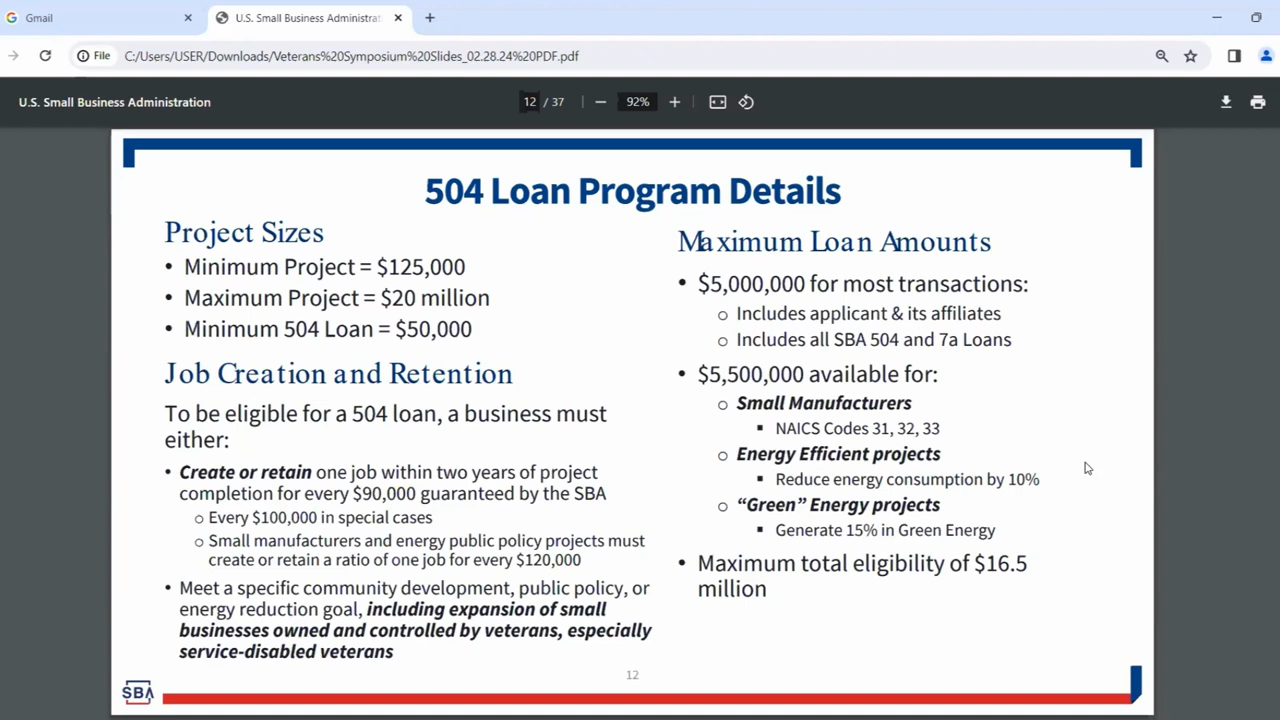 Gmail
U.S. Small Business Administrat
File
C:/Users/USER/Downloads/Veterans%20Symposium%20Slides_02.28.24%20PDF.pdf
U.S. Small Business Administration
12 / 37
92%
504 Loan Program Details
Project Sizes
• Minimum Project = $125,000
• Maximum Project = $20 million
• Minimum 504 Loan = $50,000
Job Creation and Retention
To be eligible for a 504 loan, a business must
either:
• Create or retain one job within two years of project
completion for every $90,000 guaranteed by the SBA
o Every $100,000 in special cases
o Small manufacturers and energy public policy projects must
create or retain a ratio of one job for every $120,000
• Meet a specific community development, public policy, or
energy reduction goal, including expansion of small
businesses owned and controlled by veterans, especially
service-disabled veterans
Maximum Loan Amounts
• $5,000,000 for most transactions:
o Includes applicant & its affiliates
o Includes all SBA 504 and 7a Loans
• $5,500,000 available for:
o Small Manufacturers
▪ NAICS Codes 31, 32, 33
o Energy Efficient projects
▪ Reduce energy consumption by 10%
o “Green” Energy projects
▪ Generate 15% in Green Energy
• Maximum total eligibility of $16.5
million
12
SBA